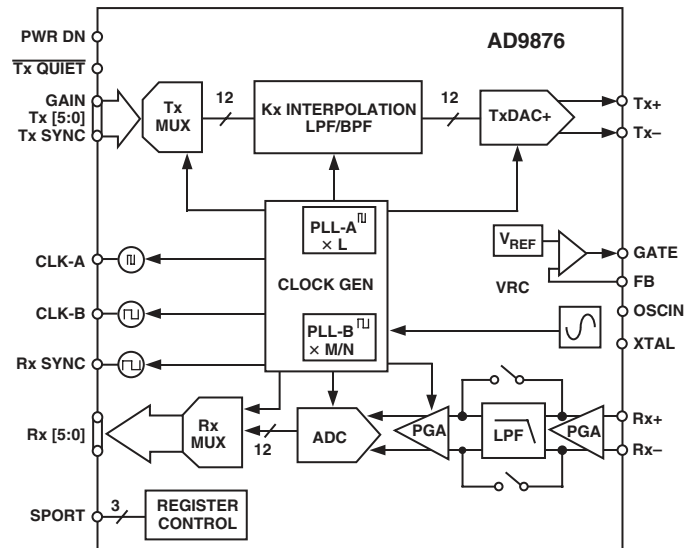 PWR DN
AD9876
Tx QUIET
GAIN
Tx [5:0]
Tx SYNC
Tx
MUX
12
Kx INTERPOLATION
LPF/BPF
12
TxDAC+
Tx+
Tx–
PLL-A
× L
CLOCK GEN
PLL-B
× M/N
CLK-A
CLK-B
Rx SYNC
VREF
VRC
GATE
FB
OSCIN
XTAL
Rx [5:0]
Rx
MUX
12
ADC
PGA
LPF
PGA
Rx+
Rx–
SPORT
3
REGISTER
CONTROL